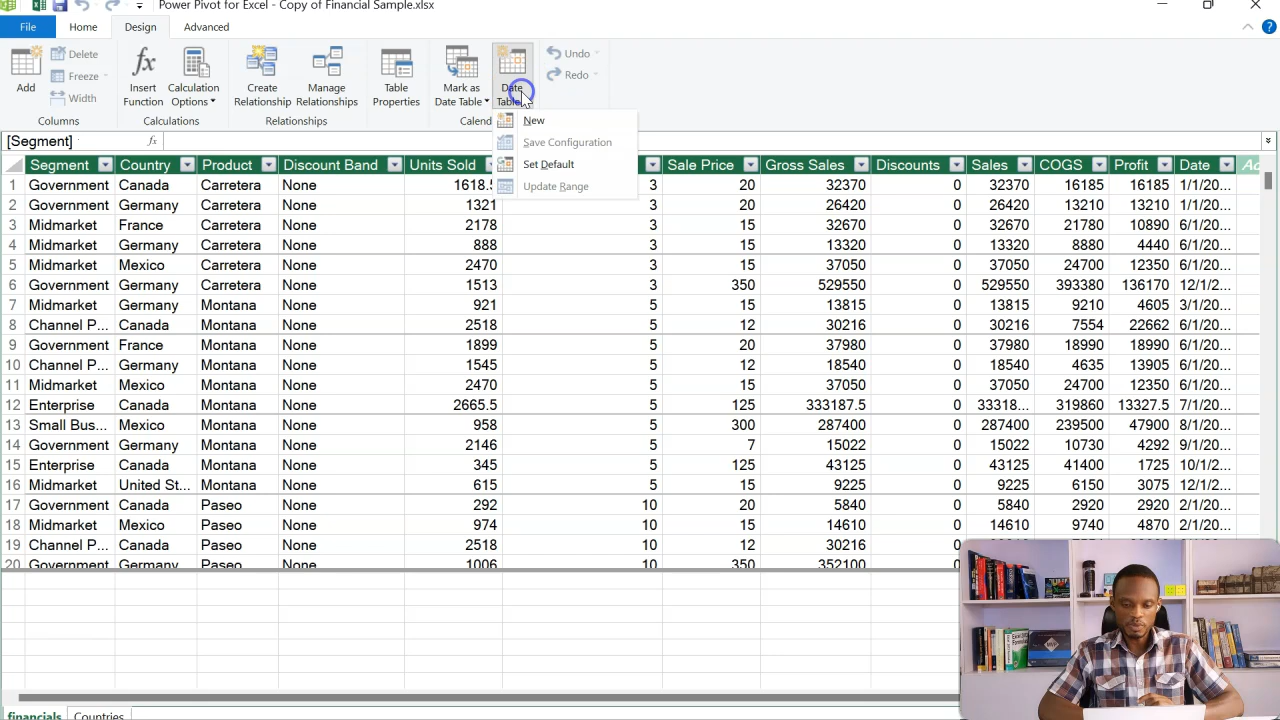 Power Pivot for Excel - Copy of Financial Sample.xlsx
File Home Design Advanced
Add
Delete
Freeze
Width
Columns
fx
Insert Function
Calculation Options
Calculations
Create Relationship
Manage Relationships
Relationships
Table Properties
Mark as Date Table
Date
Table
Calend
Undo
Redo
New
Save Configuration
Set Default
Update Range
[Segment] fx
Segment Country Product Discount Band Units Sold Sale Price Gross Sales Discounts Sales COGS Profit Date
1 Government Canada Carretera None 1618.5 3 20 32370 0 32370 16185 16185 1/1/20...
2 Government Germany Carretera None 1321 3 20 26420 0 26420 13210 13210 1/1/20...
3 Midmarket France Carretera None 2178 3 15 32670 0 32670 21780 10890 6/1/20...
4 Midmarket Germany Carretera None 888 3 15 13320 0 13320 8880 4440 6/1/20...
5 Midmarket Mexico Carretera None 2470 3 15 37050 0 37050 24700 12350 6/1/20...
6 Government Germany Carretera None 1513 3 350 529550 0 529550 393380 136170 12/1/2...
7 Midmarket Germany Montana None 921 5 15 13815 0 13815 9210 4605 3/1/20...
8 Channel P... Canada Montana None 2518 5 12 30216 0 30216 7554 22662 6/1/20...
9 Government France Montana None 1899 5 20 37980 0 37980 18990 18990 6/1/20...
10 Channel P... Germany Montana None 1545 5 12 18540 0 18540 4635 13905 6/1/20...
11 Midmarket Mexico Montana None 2470 5 15 37050 0 37050 24700 12350 6/1/20...
12 Enterprise Canada Montana None 2665.5 5 125 333187.5 0 33318... 319860 13327.5 7/1/20...
13 Small Bus... Mexico Montana None 958 5 300 287400 0 287400 239500 47900 8/1/20...
14 Government Germany Montana None 2146 5 7 15022 0 15022 10730 4292 9/1/20...
15 Enterprise Canada Montana None 345 5 125 43125 0 43125 41400 1725 10/1/2...
16 Midmarket United St... Montana None 615 5 15 9225 0 9225 6150 3075 12/1/2...
17 Government Canada Paseo None 292 10 20 5840 0 5840 2920 2920 2/1/20...
18 Midmarket Mexico Paseo None 974 10 15 14610 0 14610 9740 4870 2/1/20...
19 Channel P... Canada Paseo None 2518 10 12 30216 0
20 Government Germany Paseo None 1006 10 350 352100 0
financials Countries